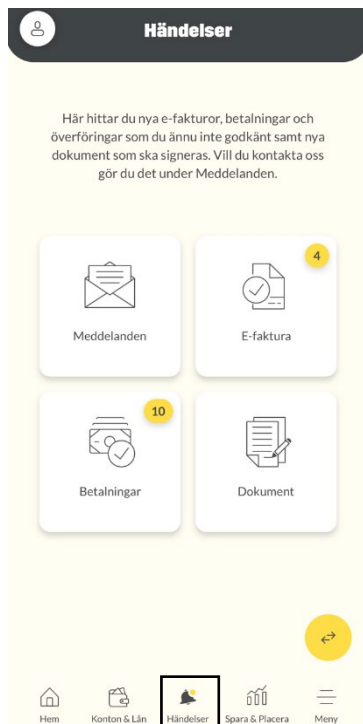 Händelser
Här hittar du nya e-fakturor, betalningar och
överföringar som du ännu inte godkänt samt nya
dokument som ska signeras. Vill du kontakta oss
gör du det under Meddelanden.
4
Meddelanden
E-faktura
10
Betalningar
Dokument
Hem
Konton & Lån
Händelser
Spara & Placera
Meny